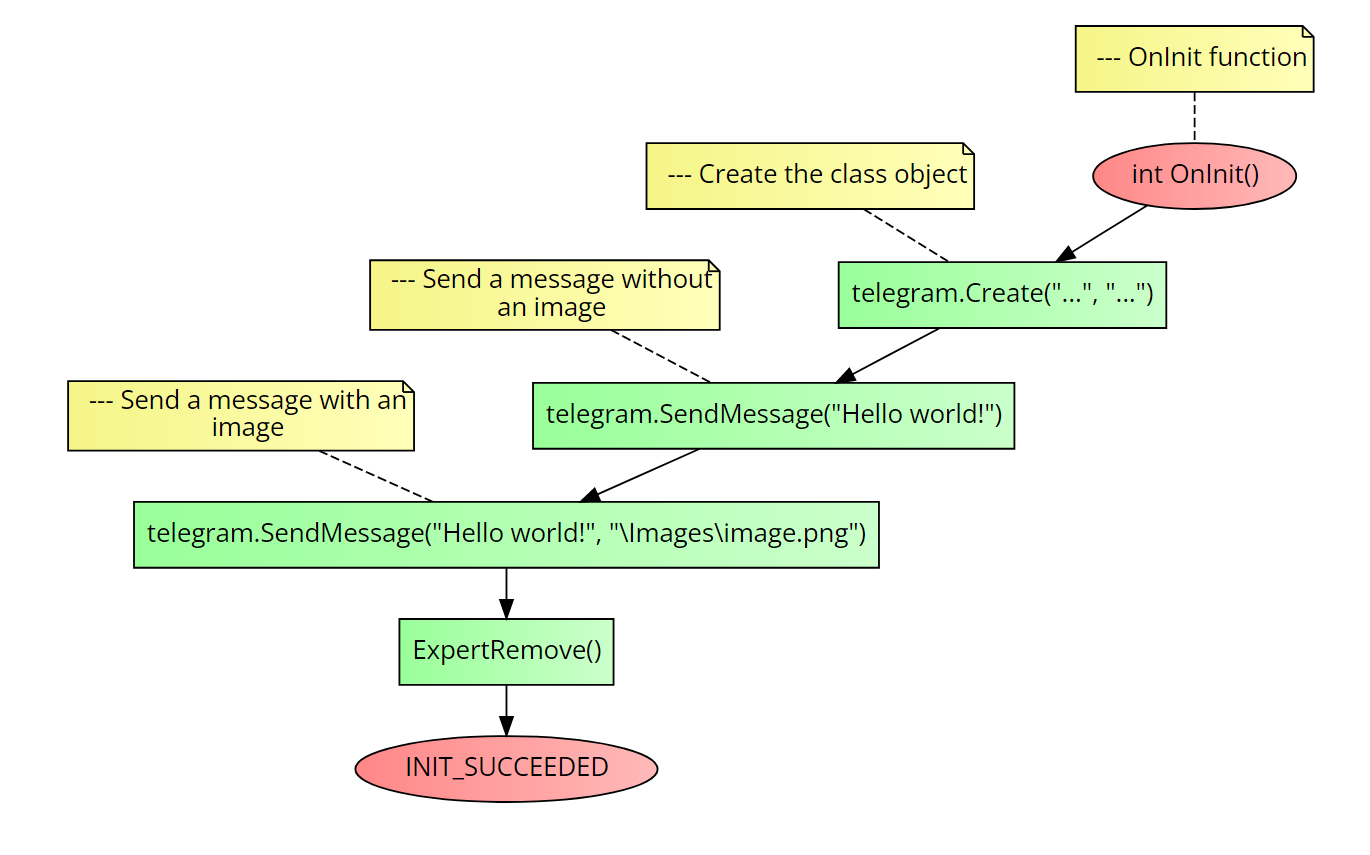 --- OnInit function
int OnInit()
--- Create the class object
telegram.Create("...", "...")
--- Send a message without
an image
telegram.SendMessage("Hello world!")
--- Send a message with an
image
telegram.SendMessage("Hello world!", "\Images\image.png")
ExpertRemove()
INIT_SUCCEEDED